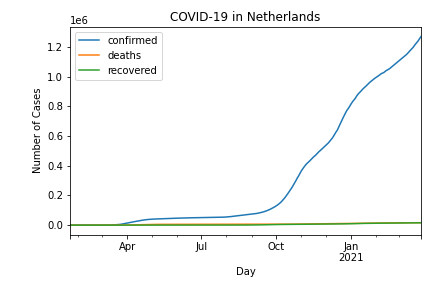 COVID-19 in Netherlands
1e6
confirmed
deaths
recovered
1.2
1.0
0.8
0.6
0.4
0.2
0.0
Number of Cases
Apr
Jul
Oct
Jan
2021
Day